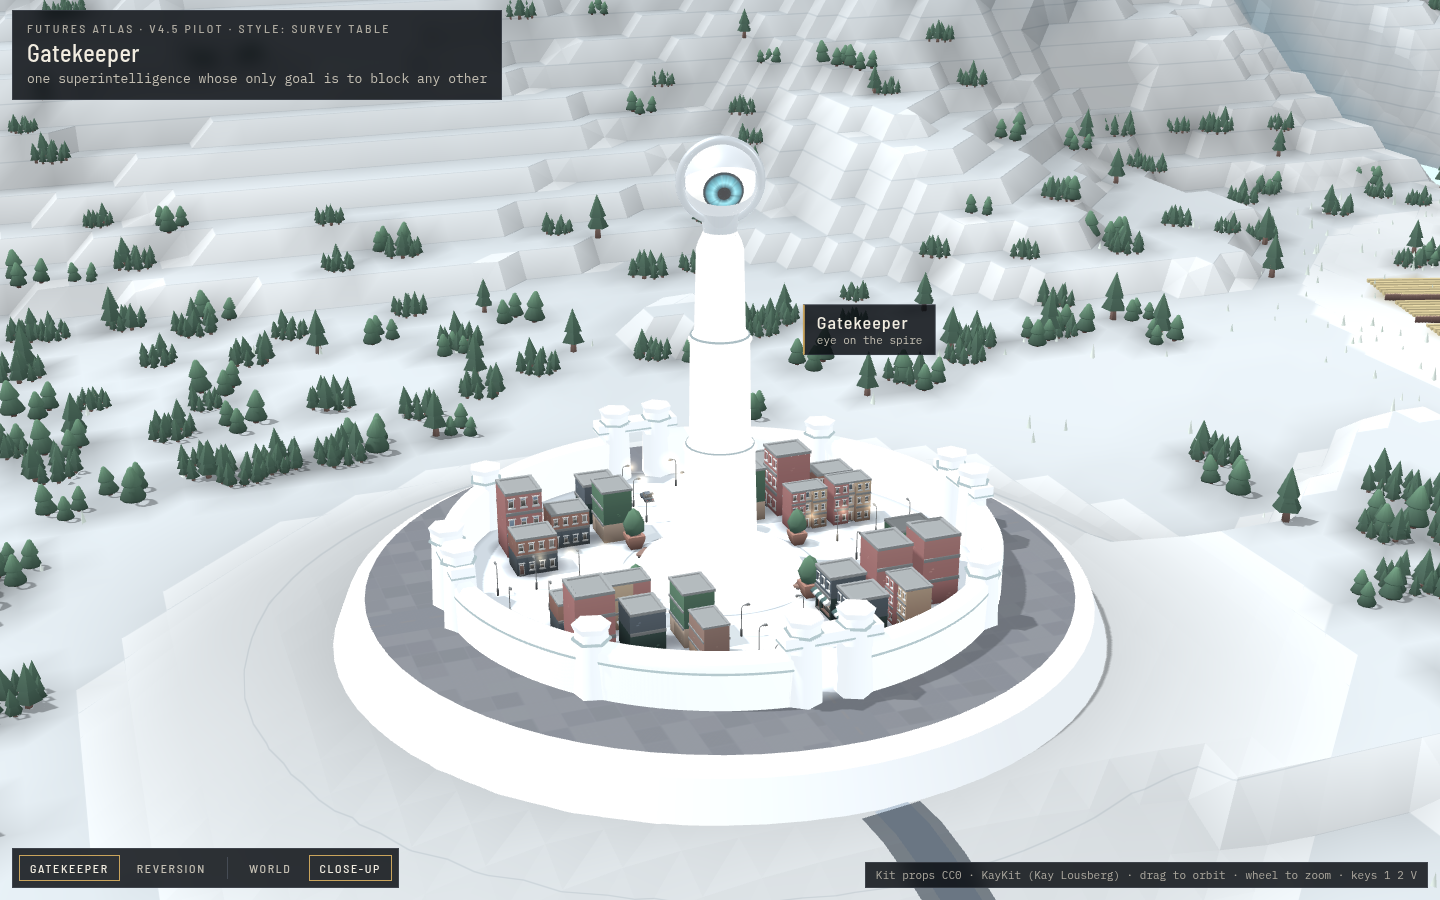 FUTURES ATLAS · V4.5 PILOT · STYLE: SURVEY TABLE
Gatekeeper
one superintelligence whose only goal is to block any other
Gatekeeper
eye on the spire
GATEKEEPER REVERSION WORLD CLOSE-UP
Kit props CC0 · KayKit (Kay Lousberg) · drag to orbit · wheel to zoom · keys 1 2 V